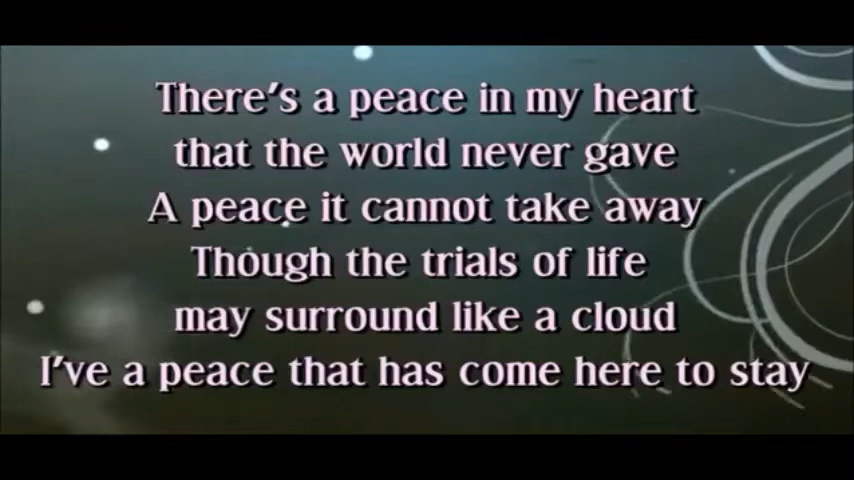 There's a peace in my heart
that the world never gave
A peace it cannot take away
Though the trials of life
may surround like a cloud
I've a peace that has come here to stay